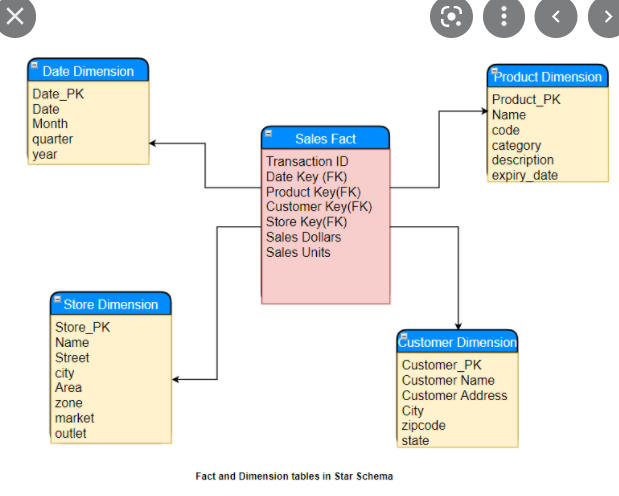 Date Dimension
Date_PK
Date
Month
quarter
year
Product Dimension
Product_PK
Name
code
category
description
expiry_date
Sales Fact
Transaction ID
Date Key (FK)
Product Key(FK)
Customer Key(FK)
Store Key(FK)
Sales Dollars
Sales Units
Store Dimension
Store_PK
Name
Street
city
Area
zone
market
outlet
Customer Dimension
Customer_PK
Customer Name
Customer Address
City
zipcode
state
Fact and Dimension tables in Star Schema